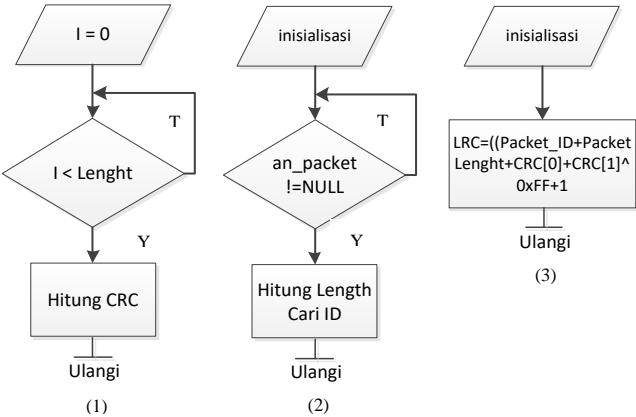 I = 0
T
I < Lenght
Y
Hitung CRC
Ulangi
(1)
inisialisasi
T
an_packet
!=NULL
Y
Hitung Length
Cari ID
Ulangi
(2)
inisialisasi
LRC=((Packet_ID+Packet
Lenght+CRC[0]+CRC[1]^
0xFF+1
Ulangi
(3)